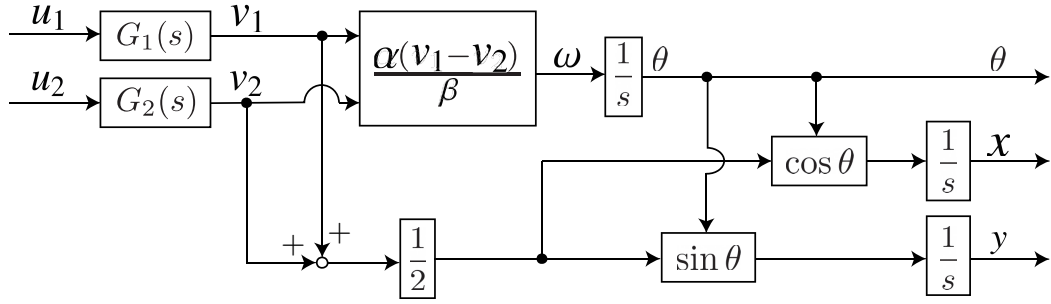 u₁ G₁(s) v₁
α(v₁−v₂)
β
ω
1
s
θ
θ
u₂ G₂(s) v₂
cos θ
1
s
x
+ +
1
2
sin θ
1
s
y